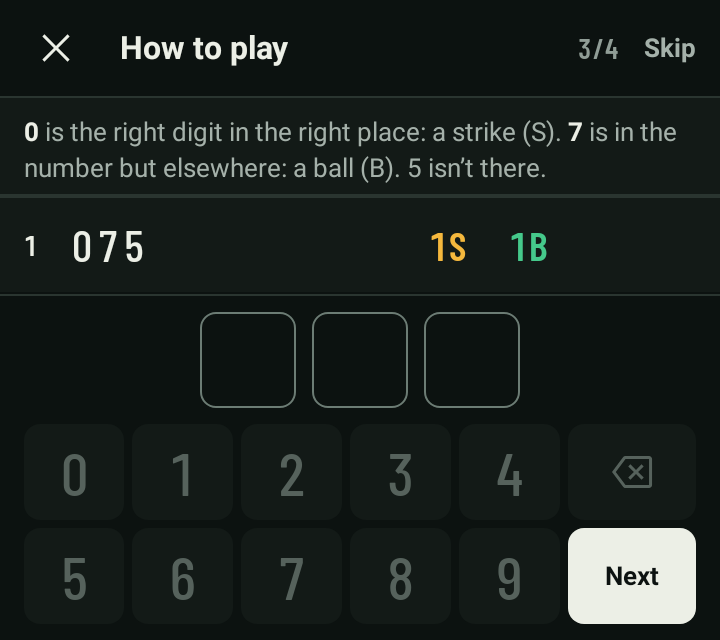 How to play 3/4 Skip
0 is the right digit in the right place: a strike (S). 7 is in the
number but elsewhere: a ball (B). 5 isn’t there.
1 075 1S 1B
0 1 2 3 4
5 6 7 8 9 Next